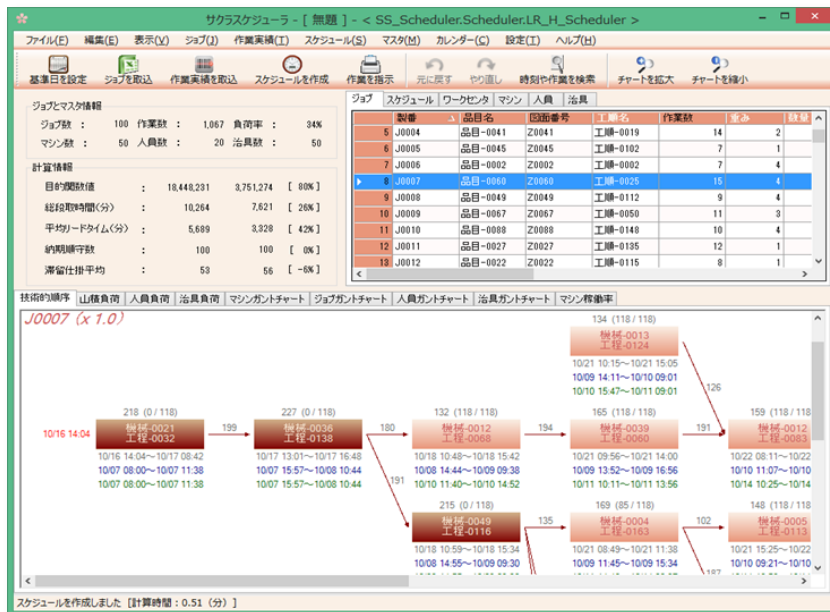 サクラスケジューラ - [ 無題 ] - < SS_Scheduler.Scheduler.LR_H_Scheduler >
ファイル(F) 編集(E) 表示(V) ジョブ(J) 作業実績(T) スケジュール(S) マスタ(M) カレンダー(C) 設定(I) ヘルプ(H)
基準日を設定 ジョブを取込 作業実績を取込 スケジュールを作成 作業を指示 元に戻す やり直し 時刻や作業を検索 チャートを拡大 チャートを縮小
ジョブとマスタ情報
ジョブ数 : 100 作業数 : 1,067 負荷率 : 34%
マシン数 : 50 人員数 : 20 治具数 : 50
計算情報
目的関数値 : 18,448,231 3,751,274 [ 80% ]
総段取時間(分) : 10,264 7,621 [ 26% ]
平均リードタイム(分) : 5,689 3,328 [ 42% ]
納期順守数 : 100 100 [ 0% ]
滞留仕掛平均 : 53 56 [ -6% ]
ジョブ スケジュール ワークセンタ マシン 人員 治具
製番 品目名 図面番号 工順名 作業数 重み 数量
5 J0004 品目-0041 Z0041 工順-0019 14 2
6 J0005 品目-0045 Z0045 工順-0102 7 1
7 J0006 品目-0002 Z0002 工順-0002 7 4
8 J0007 品目-0060 Z0060 工順-0025 15 4
9 J0008 品目-0049 Z0049 工順-0112 9 4
10 J0009 品目-0067 Z0067 工順-0050 11 3
11 J0010 品目-0088 Z0088 工順-0148 10 4
12 J0011 品目-0027 Z0027 工順-0135 12 1
13 J0012 品目-0022 Z0022 工順-0115 8 1
技術的順序 山積負荷 人員負荷 治具負荷 マシンガントチャート ジョブガントチャート 人員ガントチャート 治具ガントチャート マシン稼働率
J0007 (x 1.0)
134 (118/118)
機械-0013
工程-0124
10/21 10:15～10/21 15:05
10/09 14:11～10/10 09:01
10/10 15:47～10/11 09:01
126
10/16 14:04
218 (0/118)
機械-0021
工程-0032
10/16 14:04～10/17 08:42
10/07 08:00～10/07 11:38
10/07 08:00～10/07 11:38
199
227 (0/118)
機械-0036
工程-0138
10/17 13:01～10/17 16:48
10/07 15:57～10/08 10:44
10/07 15:57～10/08 10:44
180
191
132 (118/118)
機械-0012
工程-0068
10/18 10:48～10/18 15:42
10/08 14:44～10/09 09:38
10/10 11:40～10/10 14:52
194
165 (118/118)
機械-0039
工程-0060
10/21 09:56～10/21 14:00
10/09 13:52～10/09 16:56
10/11 10:11～10/11 13:56
191
159 (118/118
機械-0012
工程-0083
10/22 08:11～10/22
10/10 11:07～10/10
10/14 10:25～10/14
215 (0/118)
機械-0049
工程-0116
10/18 10:59～10/18 15:34
10/08 14:55～10/09 09:30
135
169 (85/118)
機械-0004
工程-0163
10/21 08:49～10/21 11:38
10/09 11:45～10/09 15:34
102
187
148 (118/118
機械-0005
工程-0113
10/21 15:25～10/22
10/10 09:21～10/10
スケジュールを作成しました [計算時間：0.51（分）]